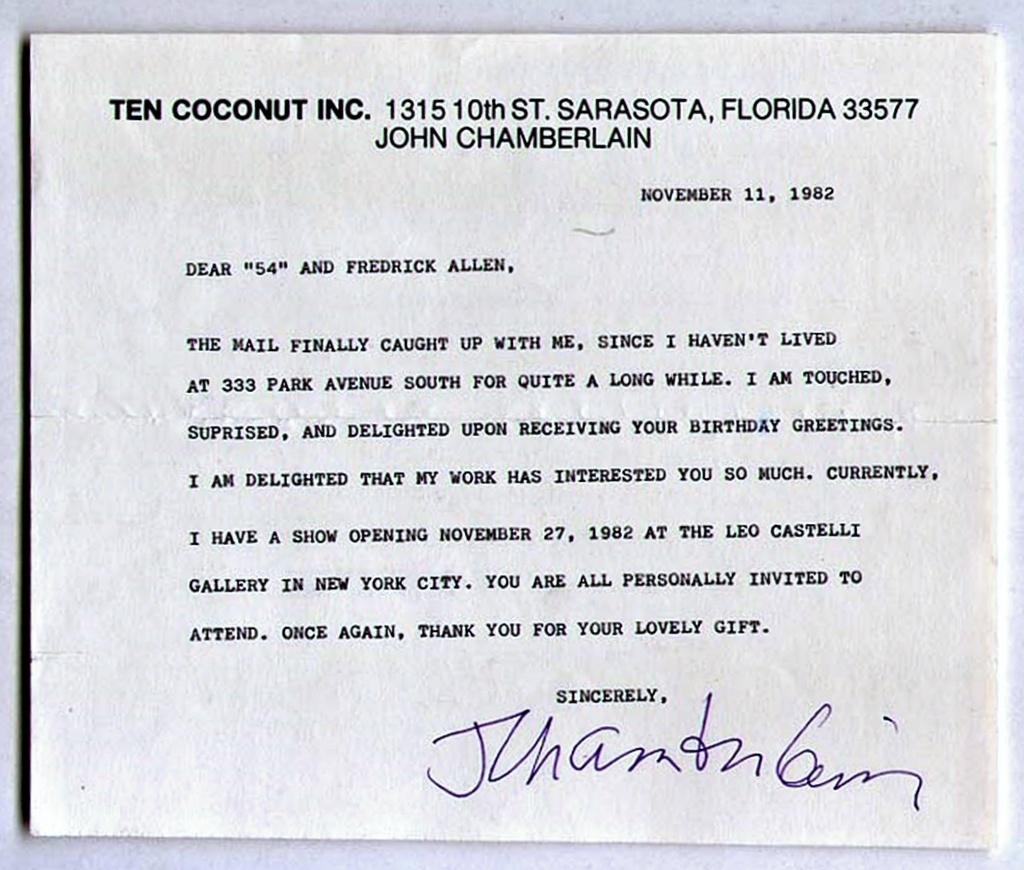 TEN COCONUT INC. 1315 10th ST. SARASOTA, FLORIDA 33577
JOHN CHAMBERLAIN
NOVEMBER 11, 1982
DEAR "54" AND FREDRICK ALLEN,
THE MAIL FINALLY CAUGHT UP WITH ME, SINCE I HAVEN'T LIVED
AT 333 PARK AVENUE SOUTH FOR QUITE A LONG WHILE. I AM TOUCHED,
SUPRISED, AND DELIGHTED UPON RECEIVING YOUR BIRTHDAY GREETINGS.
I AM DELIGHTED THAT MY WORK HAS INTERESTED YOU SO MUCH. CURRENTLY,
I HAVE A SHOW OPENING NOVEMBER 27, 1982 AT THE LEO CASTELLI
GALLERY IN NEW YORK CITY. YOU ARE ALL PERSONALLY INVITED TO
ATTEND. ONCE AGAIN, THANK YOU FOR YOUR LOVELY GIFT.
SINCERELY,
JChamberlain